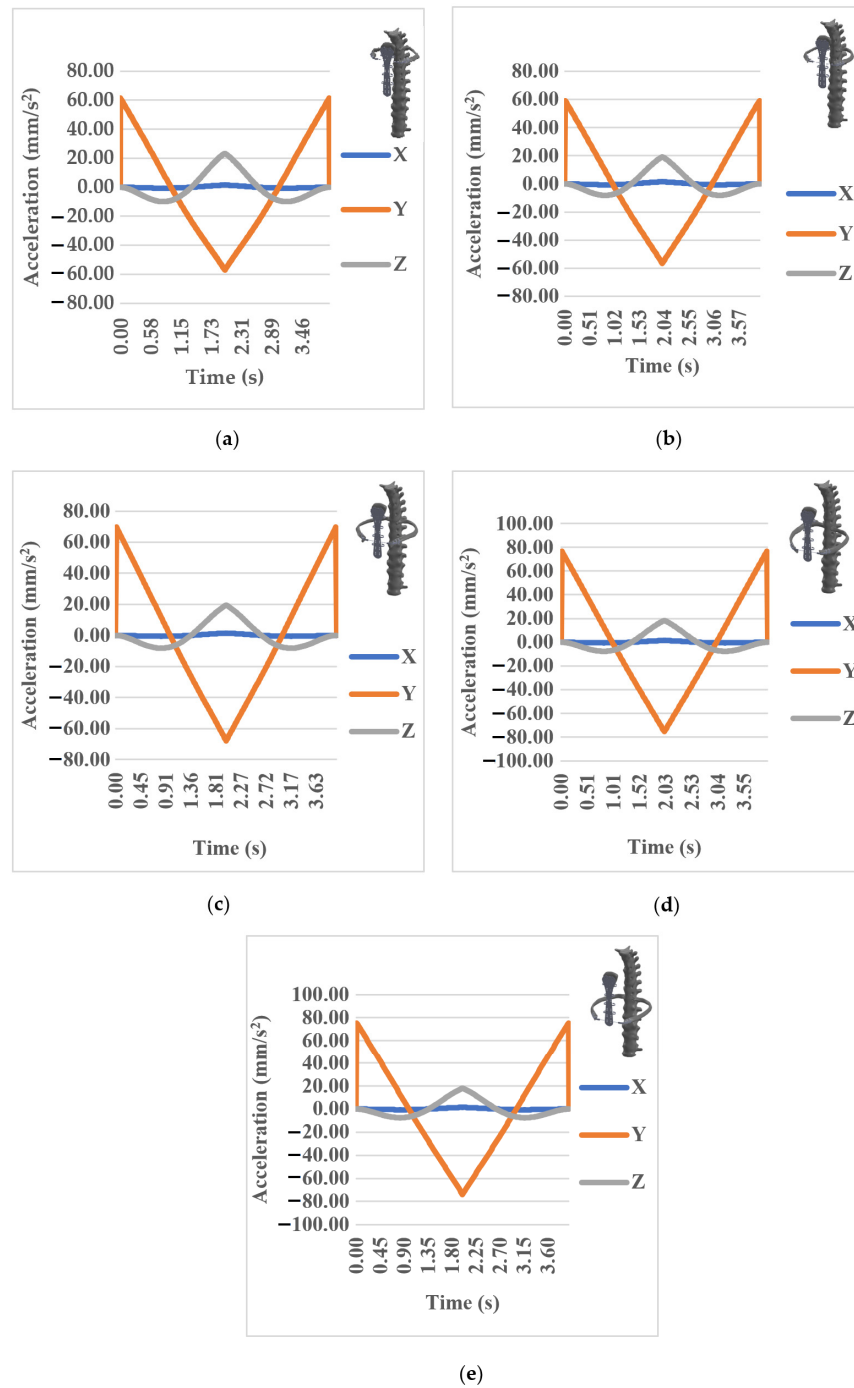 80.00
60.00
40.00
20.00
0.00
−20.00
−40.00
−60.00
−80.00
Acceleration (mm/s²)
0.00 0.58 1.15 1.73 2.31 2.89 3.46
Time (s)
X
Y
Z
(a)
80.00
60.00
40.00
20.00
0.00
−20.00
−40.00
−60.00
−80.00
Acceleration (mm/s²)
0.00 0.51 1.02 1.53 2.04 2.55 3.06 3.57
Time (s)
X
Y
Z
(b)
80.00
60.00
40.00
20.00
0.00
−20.00
−40.00
−60.00
−80.00
Acceleration (mm/s²)
0.00 0.45 0.91 1.36 1.81 2.27 2.72 3.17 3.63
Time (s)
X
Y
Z
(c)
100.00
80.00
60.00
40.00
20.00
0.00
−20.00
−40.00
−60.00
−80.00
−100.00
Acceleration (mm/s²)
0.00 0.51 1.01 1.52 2.03 2.53 3.04 3.55
Time (s)
X
Y
Z
(d)
100.00
80.00
60.00
40.00
20.00
0.00
−20.00
−40.00
−60.00
−80.00
−100.00
Acceleration (mm/s²)
0.00 0.45 0.90 1.35 1.80 2.25 2.70 3.15 3.60
Time (s)
X
Y
Z
(e)